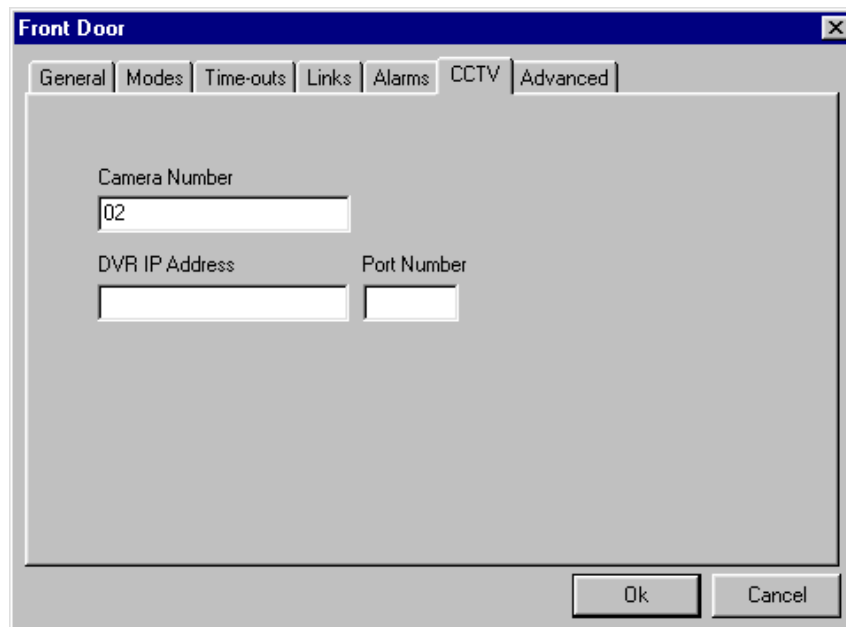 Front Door
General Modes Time-outs Links Alarms CCTV Advanced
Camera Number
02
DVR IP Address Port Number
Ok Cancel